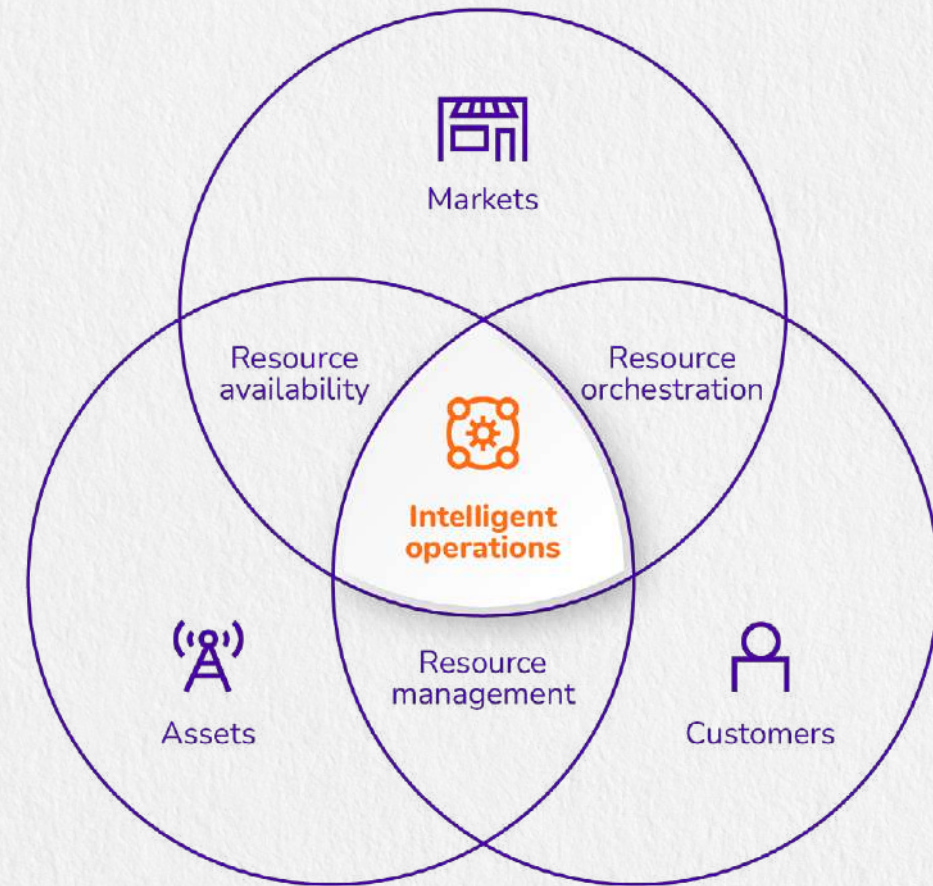 Markets
Resource
availability
Resource
orchestration
Intelligent
operations
Resource
management
Assets
Customers